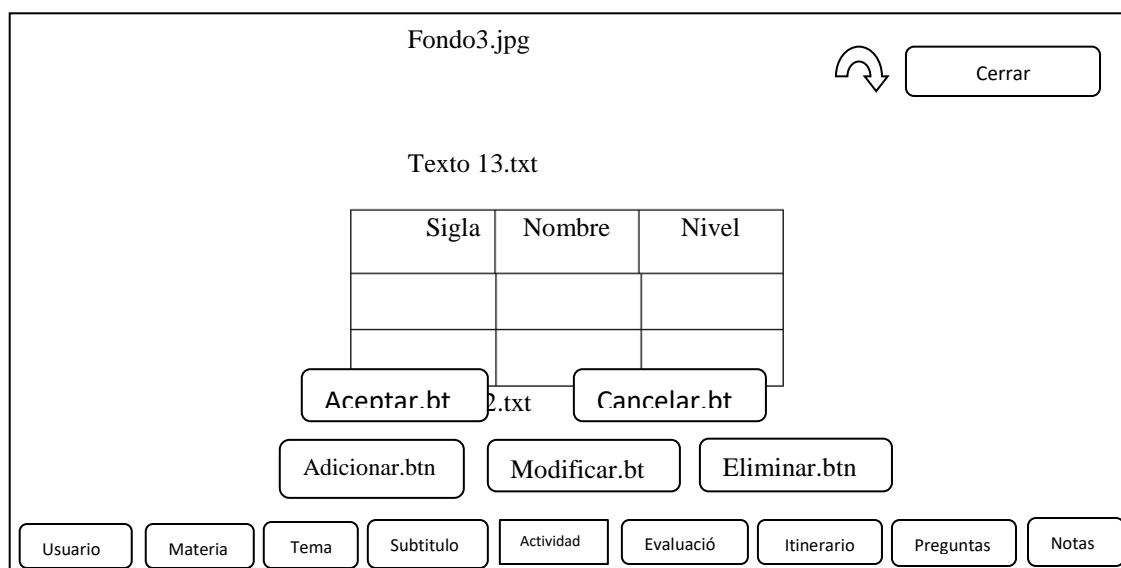 Fondo3.jpg
Cerrar
Texto 13.txt
Sigla Nombre Nivel
Aceptar.bt 2.txt Cancelar.bt
Adicionar.btn Modificar.bt Eliminar.btn
Usuario Materia Tema Subtitulo Actividad Evaluació Itinerario Preguntas Notas